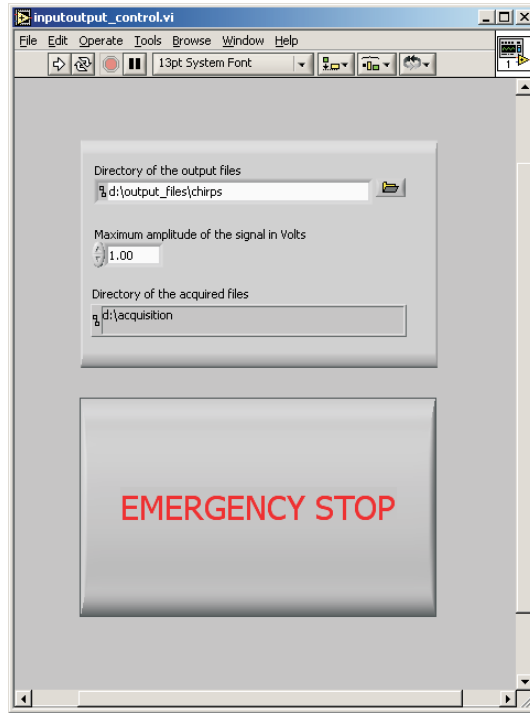 inputoutput_control.vi
File Edit Operate Tools Browse Window Help
13pt System Font
1
Directory of the output files
d:\output_files\chirps
Maximum amplitude of the signal in Volts
1.00
Directory of the acquired files
d:\acquisition
EMERGENCY STOP